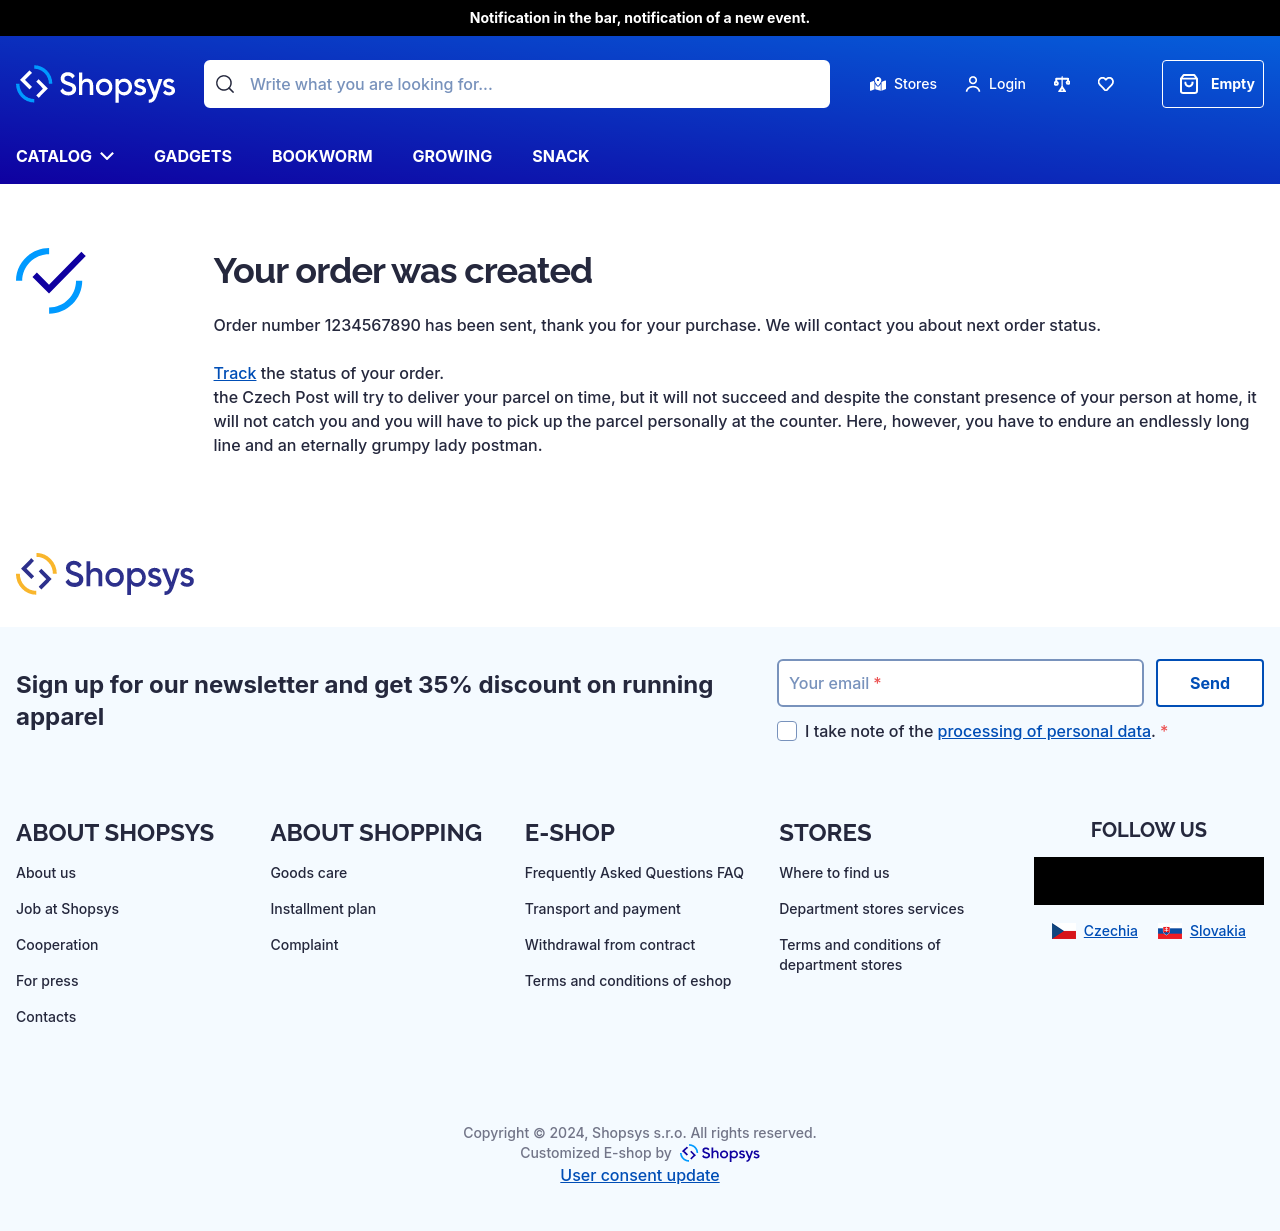 Notification in the bar, notification of a new event.
Shopsys
Write what you are looking for...
Stores
Login
Empty
CATALOG
GADGETS
BOOKWORM
GROWING
SNACK
Your order was created
Order number 1234567890 has been sent, thank you for your purchase. We will contact you about next order status.
Track the status of your order.
the Czech Post will try to deliver your parcel on time, but it will not succeed and despite the constant presence of your person at home, it
will not catch you and you will have to pick up the parcel personally at the counter. Here, however, you have to endure an endlessly long
line and an eternally grumpy lady postman.
Shopsys
Sign up for our newsletter and get 35% discount on running
apparel
Your email *
Send
I take note of the processing of personal data. *
ABOUT SHOPSYS
About us
Job at Shopsys
Cooperation
For press
Contacts
ABOUT SHOPPING
Goods care
Installment plan
Complaint
E-SHOP
Frequently Asked Questions FAQ
Transport and payment
Withdrawal from contract
Terms and conditions of eshop
STORES
Where to find us
Department stores services
Terms and conditions of
department stores
FOLLOW US
Czechia
Slovakia
Copyright © 2024, Shopsys s.r.o. All rights reserved.
Customized E-shop by Shopsys
User consent update